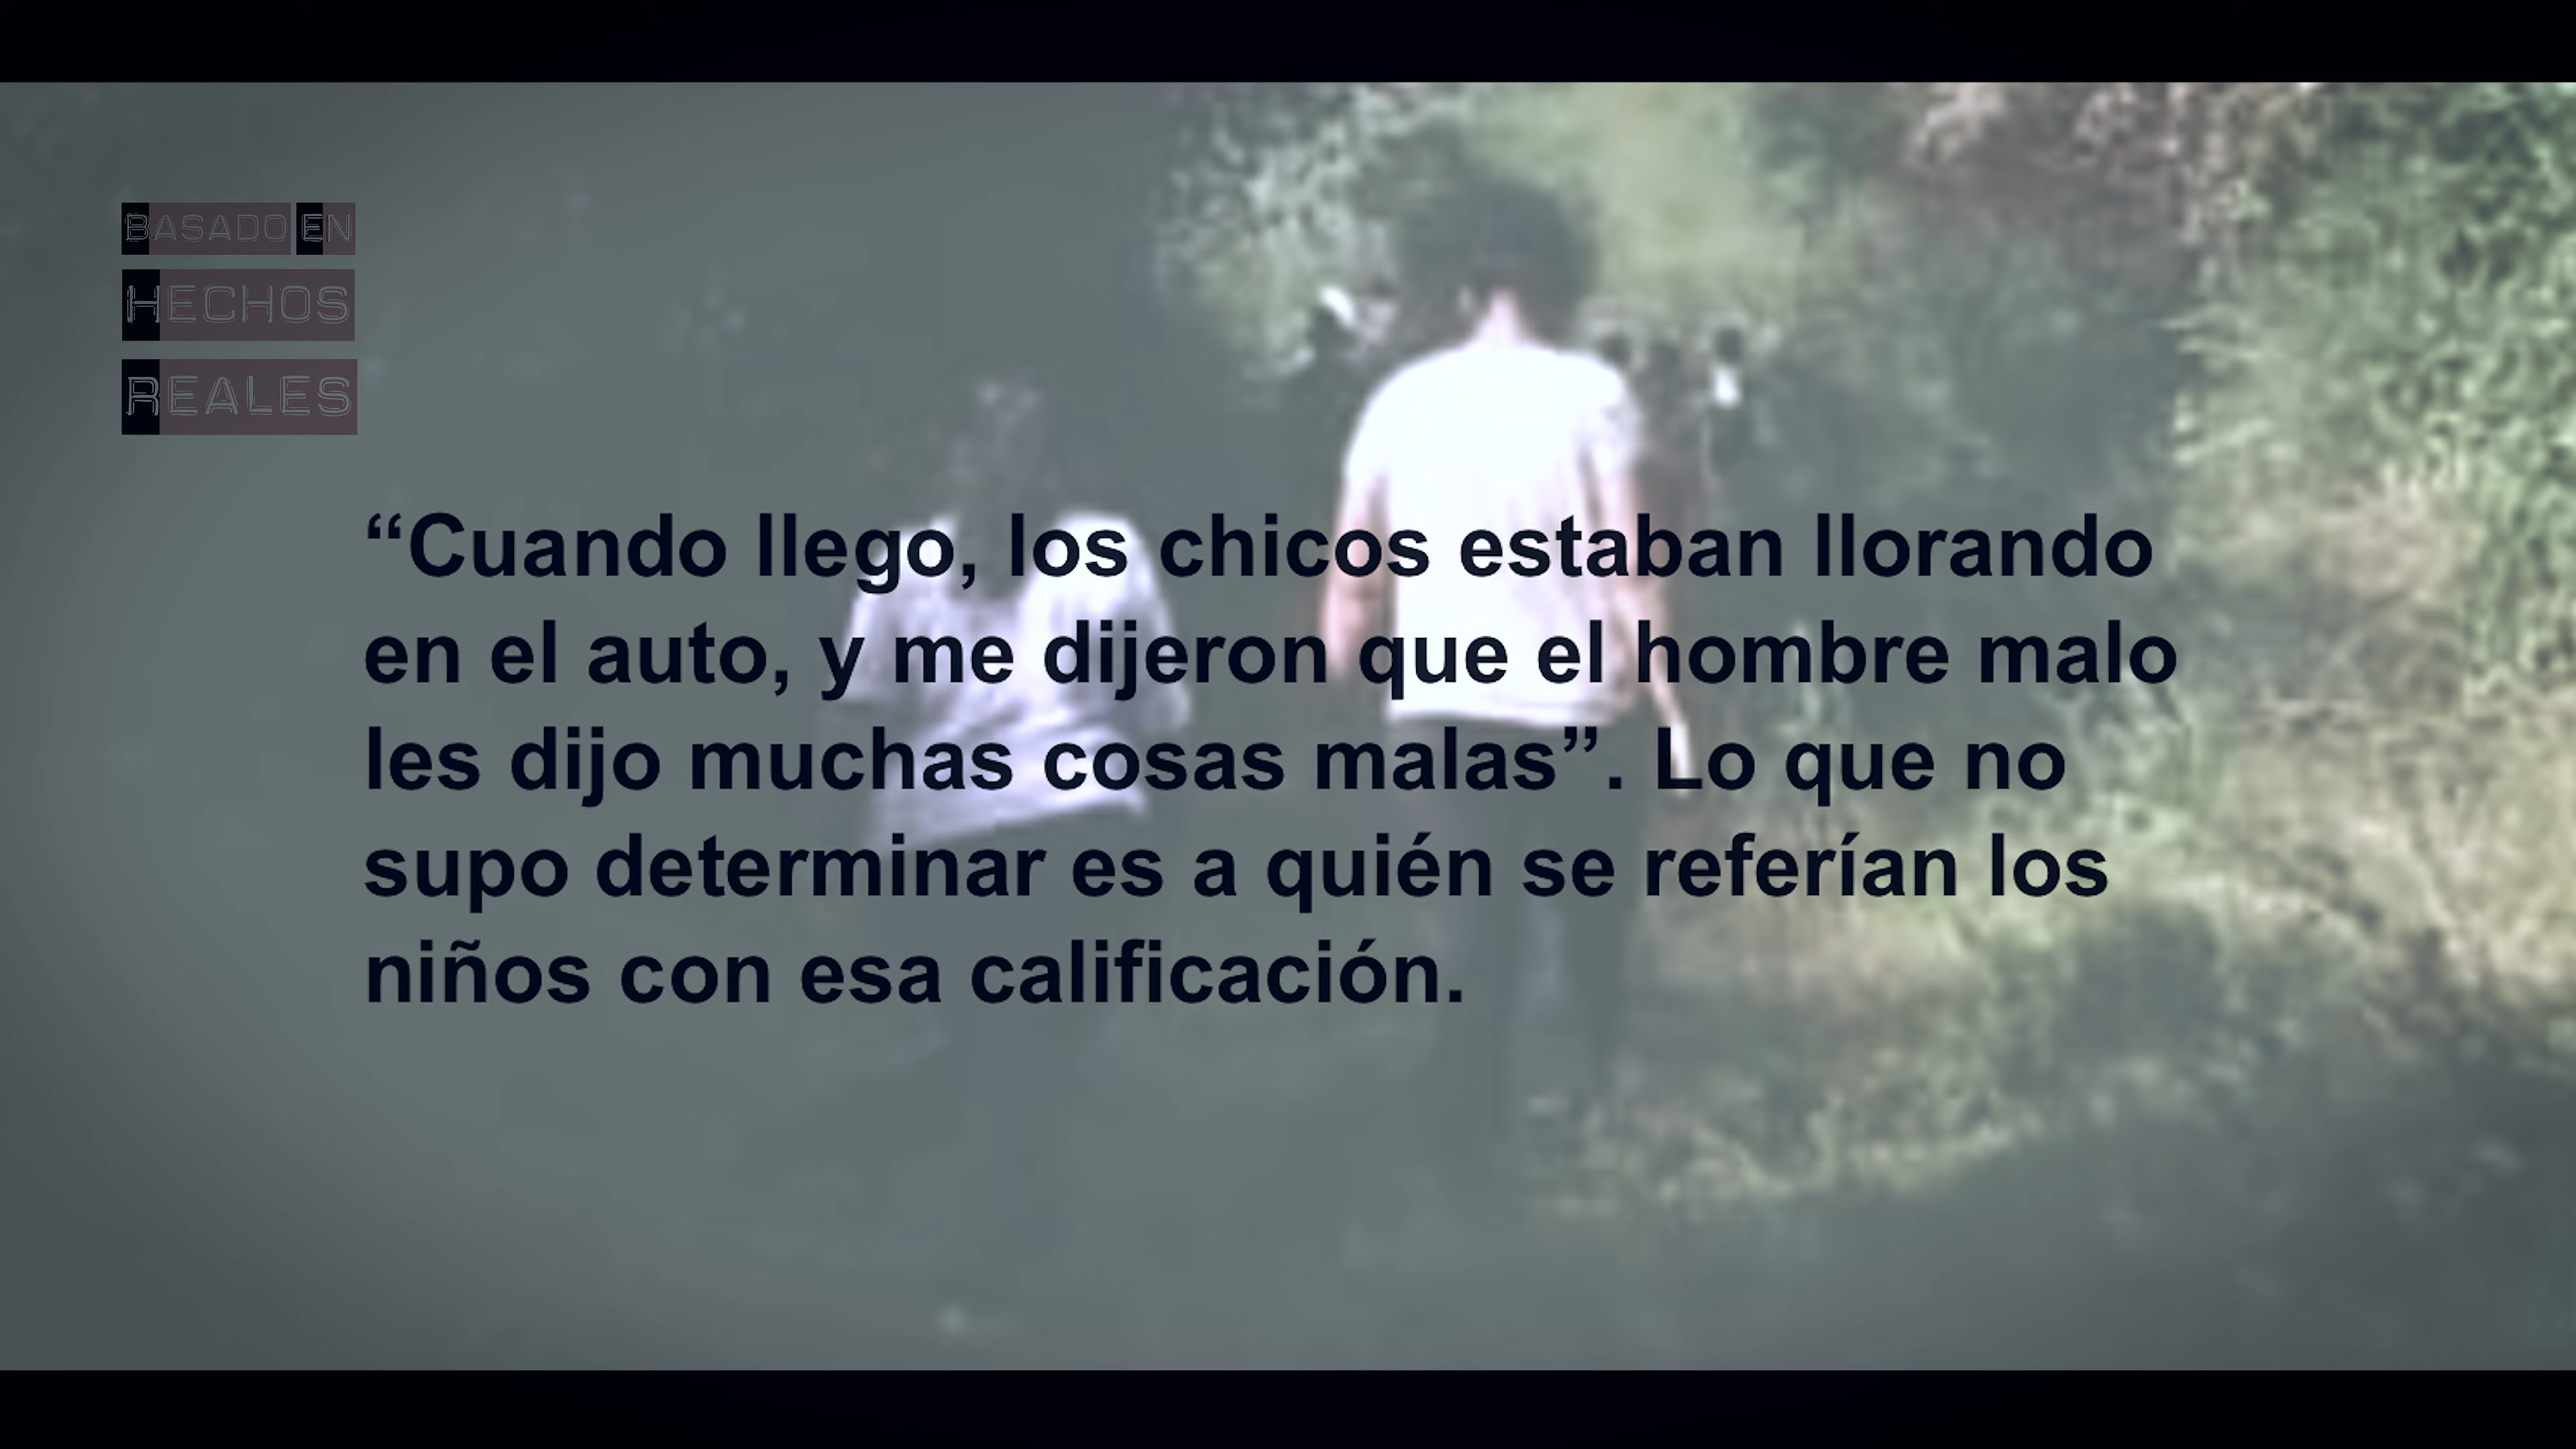 BASADO EN
HECHOS
REALES
“Cuando llego, los chicos estaban llorando
en el auto, y me dijeron que el hombre malo
les dijo muchas cosas malas”. Lo que no
supo determinar es a quién se referían los
niños con esa calificación.